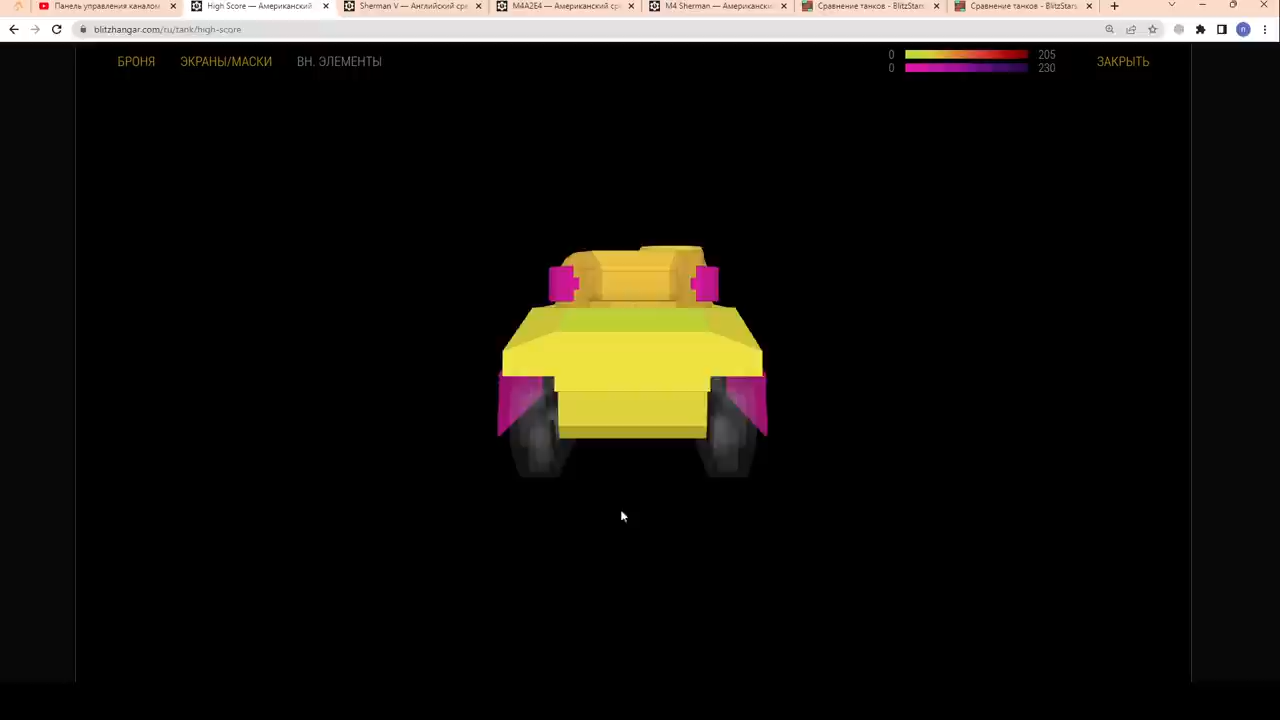 Панель управления каналом
High Score — Американский
Sherman V — Английский сре
M4A2E4 — Американский ср
M4 Sherman — Американски
Сравнение танков - BlitzStars
Сравнение танков - BlitzStars
blitzhangar.com/ru/tank/high-score
БРОНЯ
ЭКРАНЫ/МАСКИ
ВН. ЭЛЕМЕНТЫ
0
205
0
230
ЗАКРЫТЬ